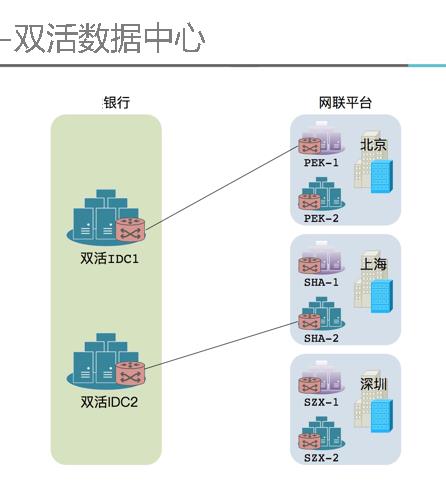 -双活数据中心
银行
网联平台
北京
PEK-1
PEK-2
双活IDC1
上海
SHA-1
SHA-2
双活IDC2
深圳
SZX-1
SZX-2